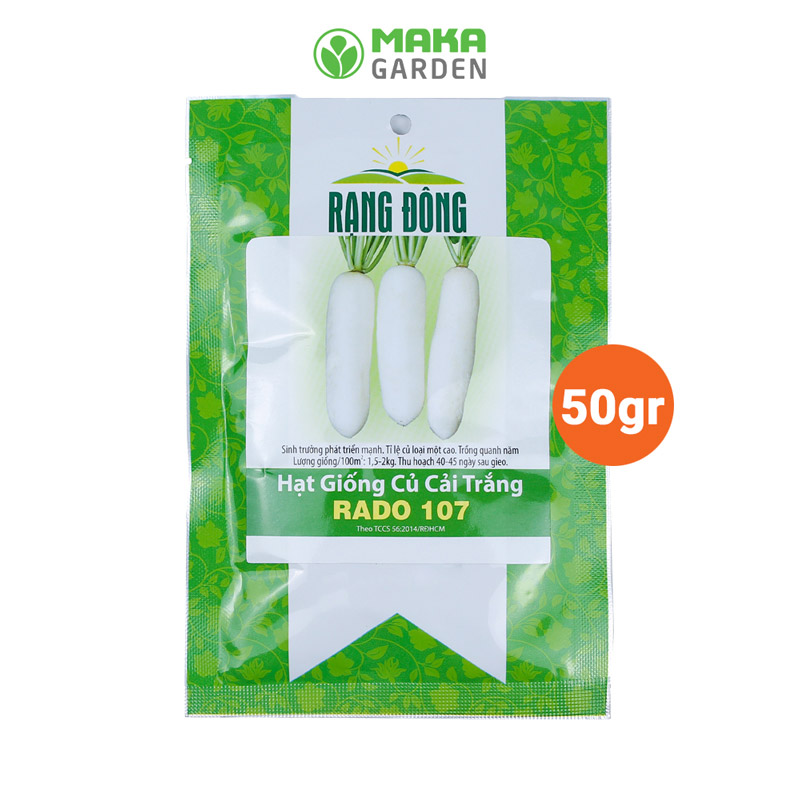 MAKA
GARDEN
RẠNG ĐÔNG
50gr
Sinh trưởng phát triển mạnh. Tỉ lệ củ loại một cao. Trồng quanh năm
Lượng giống/100m²: 1,5-2kg. Thu hoạch 40-45 ngày sau gieo.
Hạt Giống Củ Cải Trắng
RADO 107
Theo TCCS 56:2014/RĐHCM